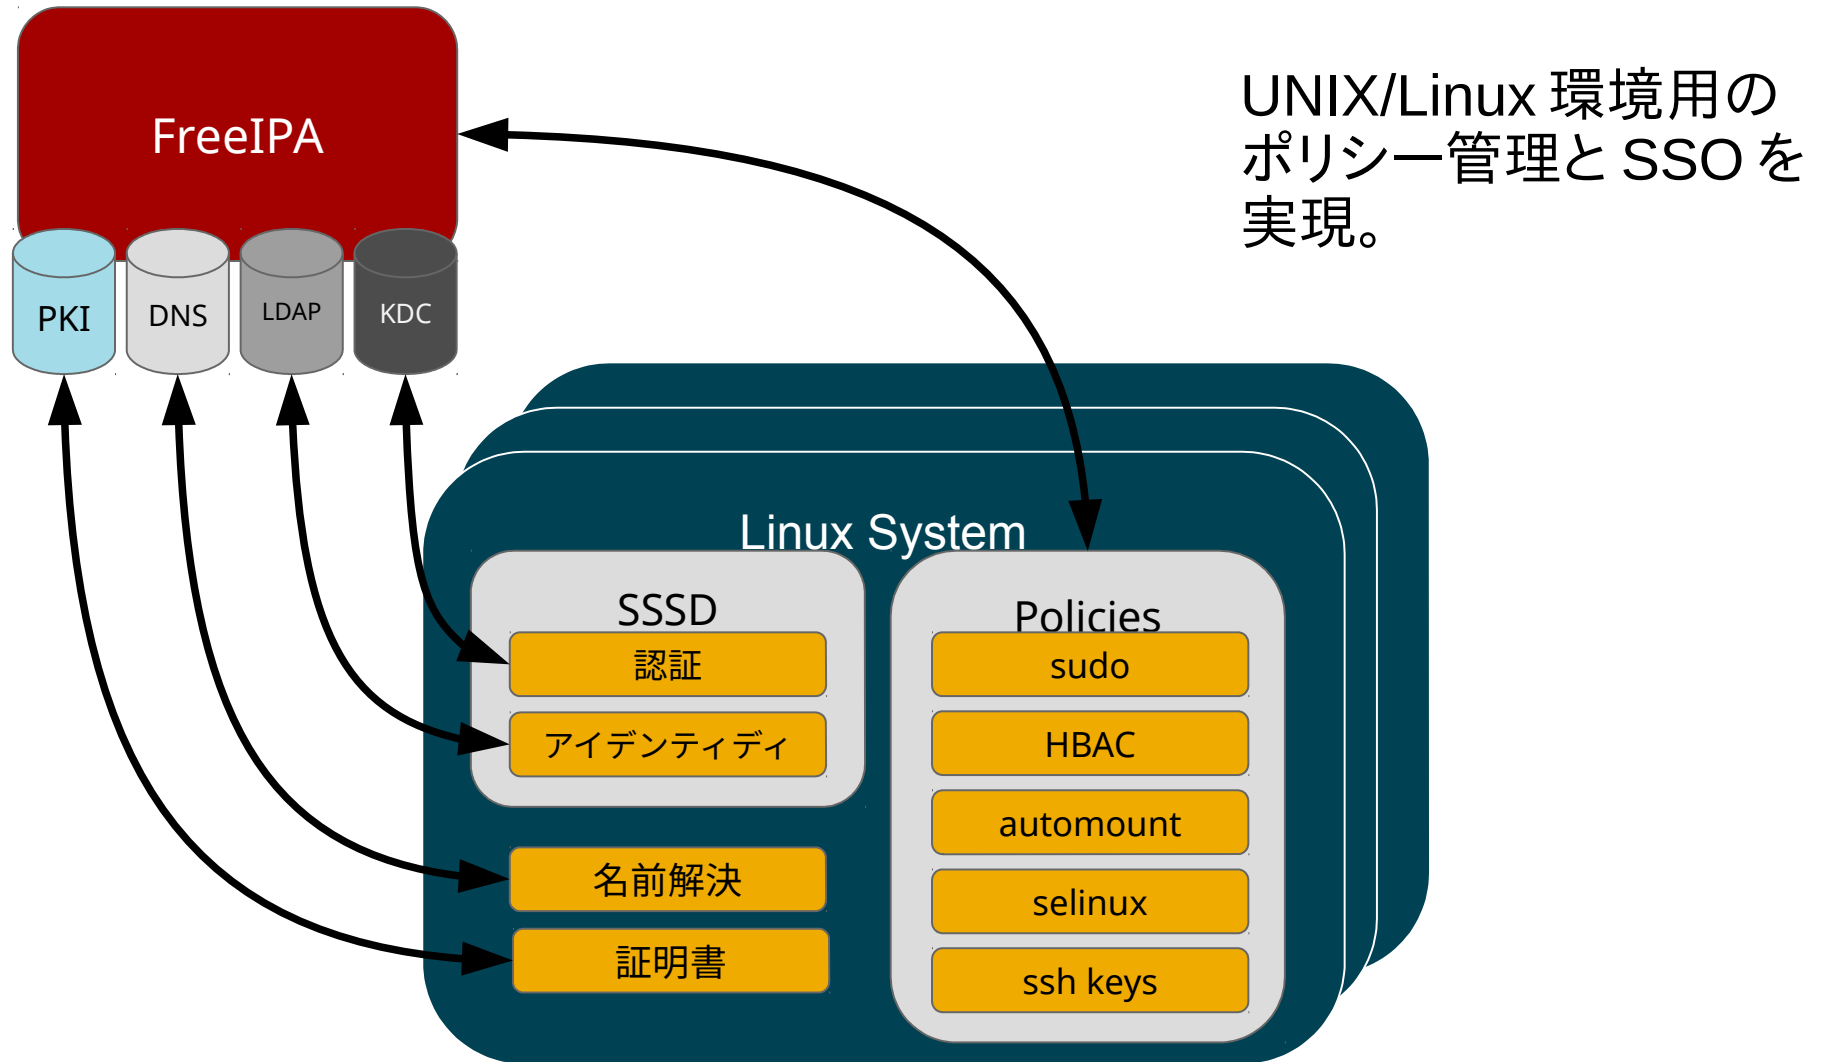 FreeIPA
UNIX/Linux 環境用の
ポリシー管理と SSO を
実現。
PKI
DNS
LDAP
KDC
Linux System
SSSD
認証
アイデンティディ
名前解決
証明書
Policies
sudo
HBAC
automount
selinux
ssh keys